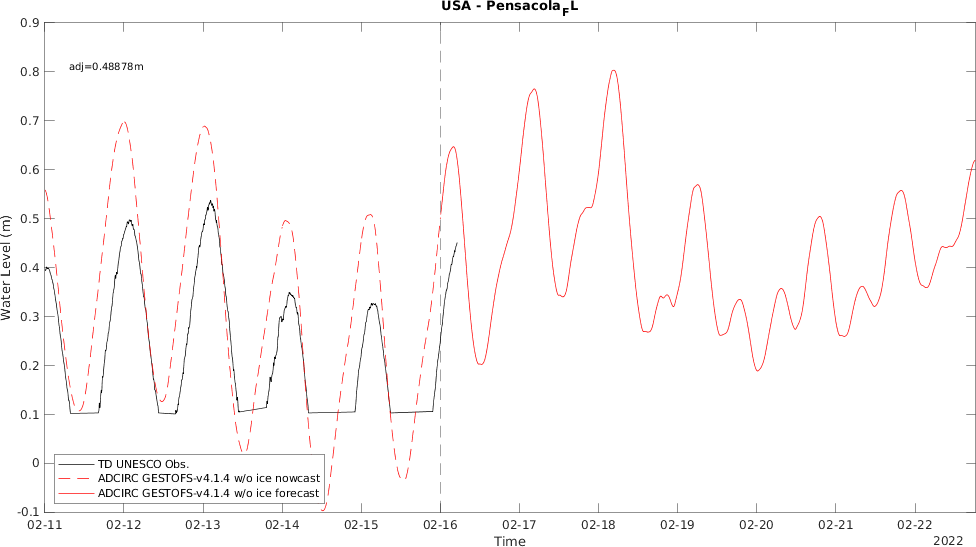 USA - Pensacola_FL
adj=0.48878m
Water Level (m)
0.9
0.8
0.7
0.6
0.5
0.4
0.3
0.2
0.1
0
-0.1
TD UNESCO Obs.
ADCIRC GESTOFS-v4.1.4 w/o ice nowcast
ADCIRC GESTOFS-v4.1.4 w/o ice forecast
02-11 02-12 02-13 02-14 02-15 02-16 02-17 02-18 02-19 02-20 02-21 02-22
Time
2022